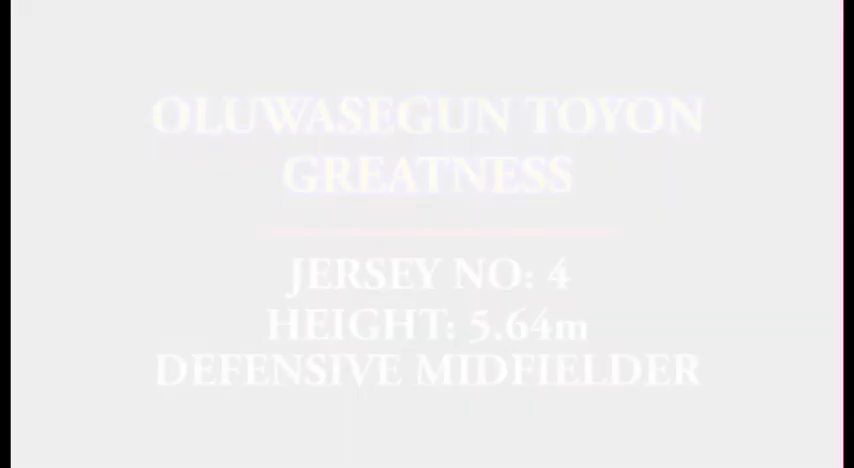 OLUWASEGUN TOYON
GREATNESS
JERSEY NO: 4
HEIGHT: 5.64m
DEFENSIVE MIDFIELDER